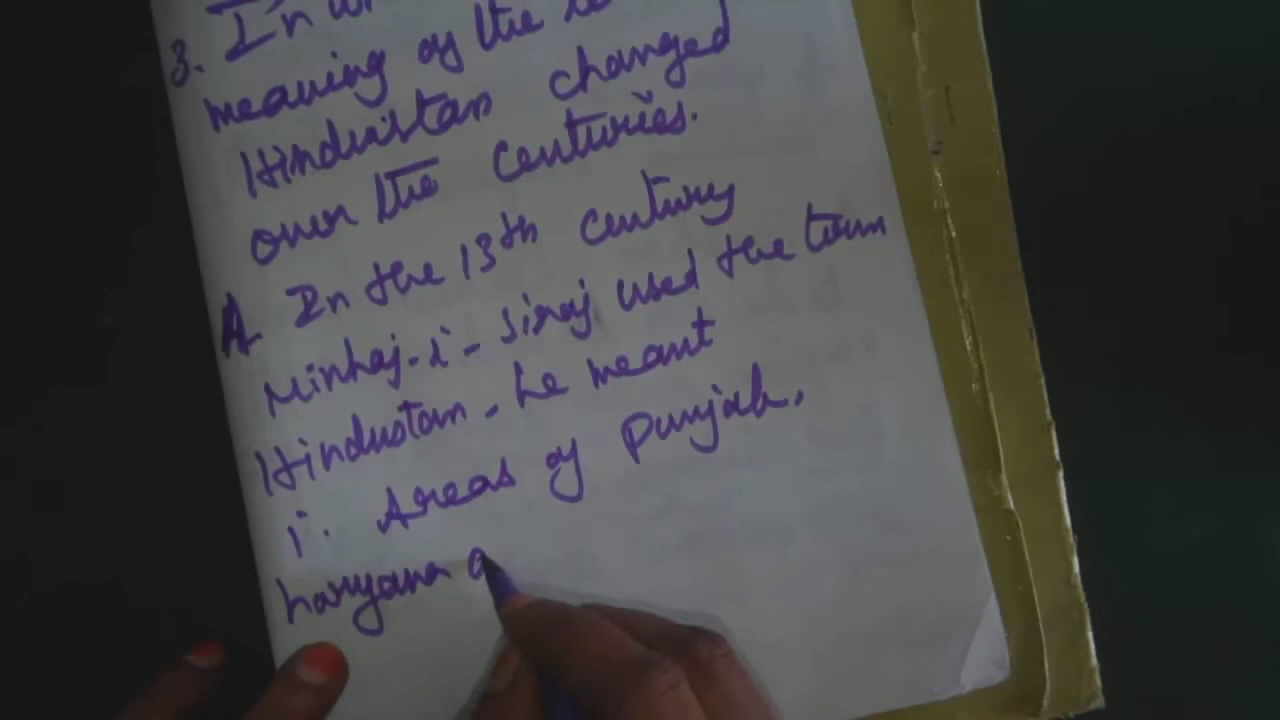 3. In
meaning of the
Hindustan changed
over the centuries.
A In the 13th century
Minhaj-i-Siraj used the term
Hindustan - he meant
i. Areas of Punjab,
haryana a